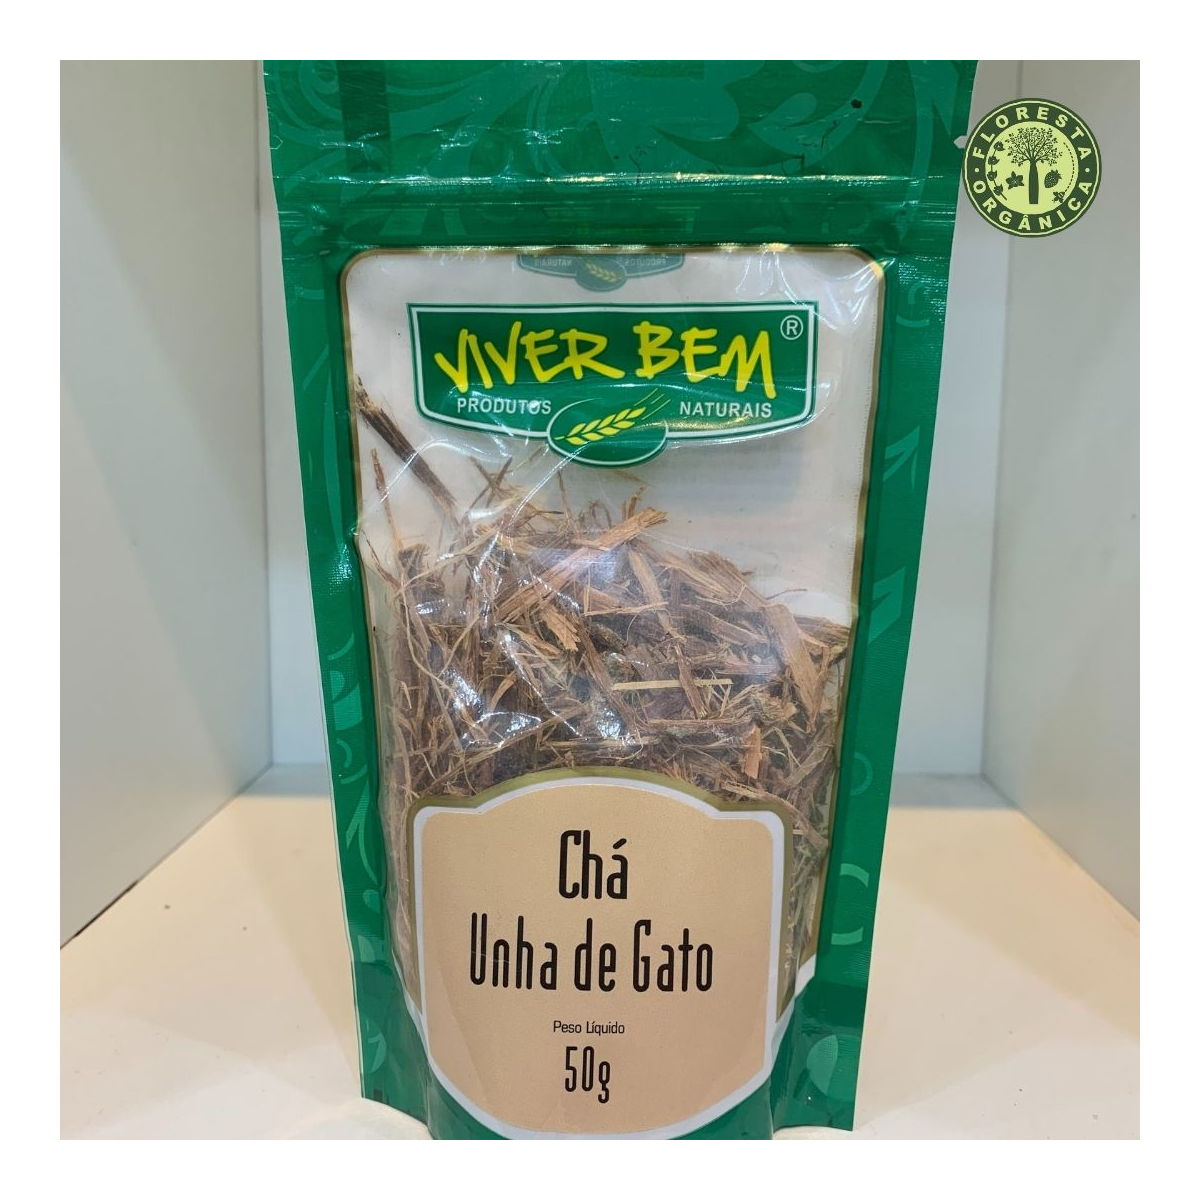 FLORESTA
ORGÂNICA
VIVER BEM ®
PRODUTOS NATURAIS
Chá
Unha de Gato
Peso Líquido
50g